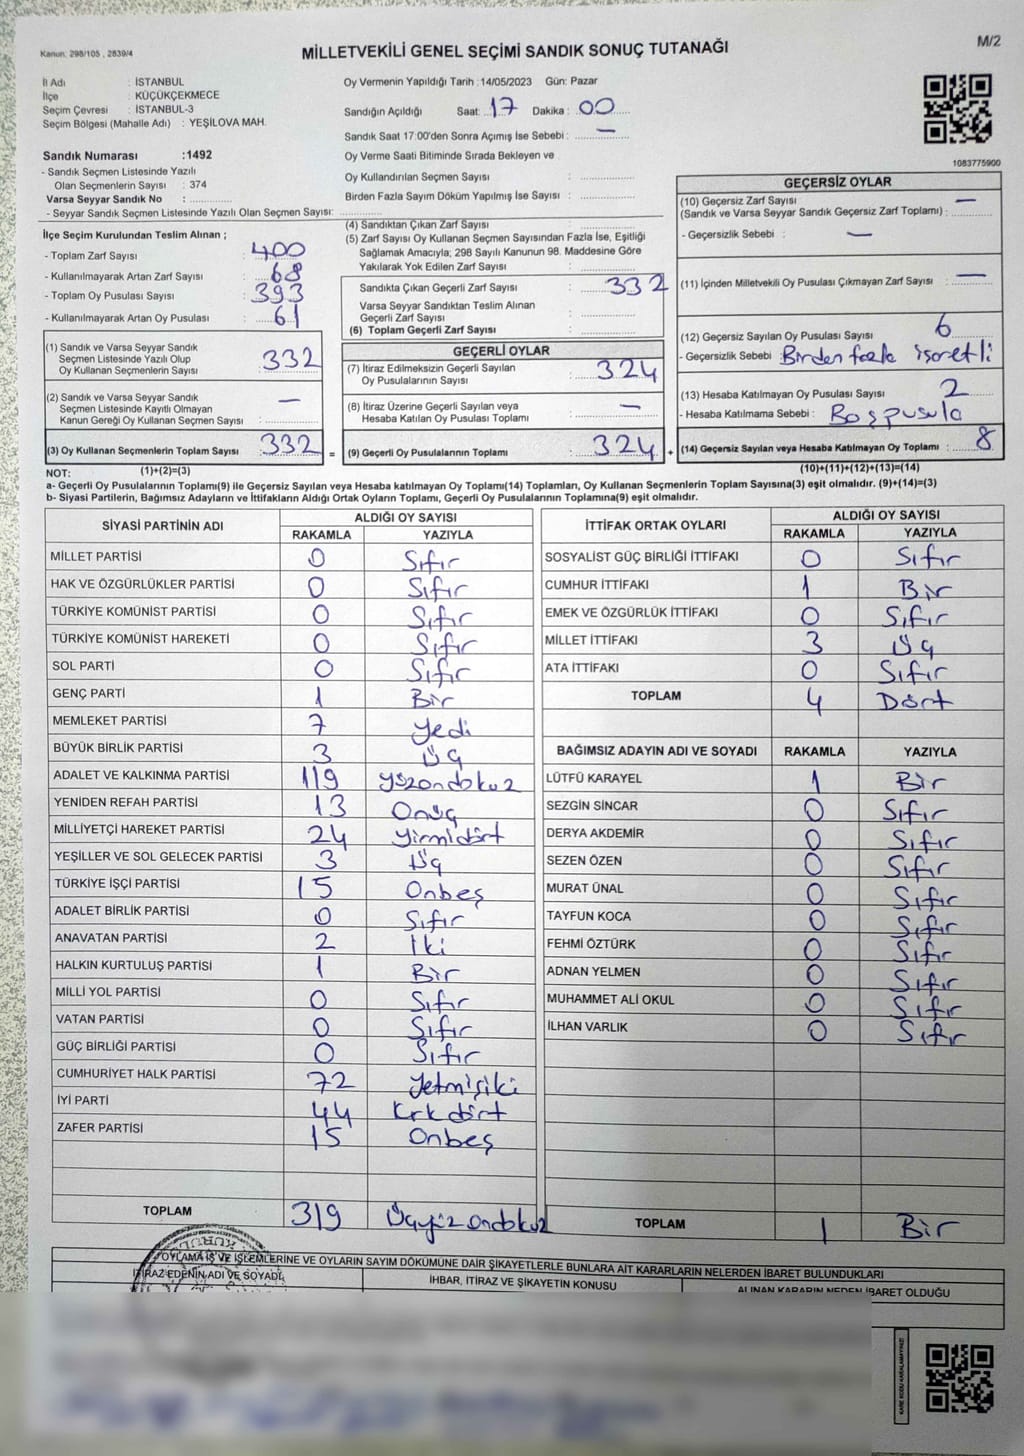 Kanun: 298/105 , 2839/4
MİLLETVEKİLİ GENEL SEÇİMİ SANDIK SONUÇ TUTANAĞI
M/2
İl Adı : İSTANBUL
İlçe : KÜÇÜKÇEKMECE
Seçim Çevresi : İSTANBUL-3
Seçim Bölgesi (Mahalle Adı) : YEŞİLOVA MAH.
Sandık Numarası :1492
- Sandık Seçmen Listesinde Yazılı
Olan Seçmenlerin Sayısı : 374
Varsa Seyyar Sandık No :
- Seyyar Sandık Seçmen Listesinde Yazılı Olan Seçmen Sayısı:
Oy Vermenin Yapıldığı Tarih :14/05/2023 Gün: Pazar
Sandığın Açıldığı Saat: 17 Dakika : 00
Sandık Saat 17:00'den Sonra Açımış İse Sebebi : —
Oy Verme Saati Bitiminde Sırada Bekleyen ve
Oy Kullandırılan Seçmen Sayısı :
Birden Fazla Sayım Döküm Yapılmış İse Sayısı :
1083775900
İlçe Seçim Kurulundan Teslim Alınan ;
- Toplam Zarf Sayısı : 400
- Kullanılmayarak Artan Zarf Sayısı : 68
- Toplam Oy Pusulası Sayısı : 393
- Kullanılmayarak Artan Oy Pusulası : 61
(4) Sandıktan Çıkan Zarf Sayısı :
(5) Zarf Sayısı Oy Kullanan Seçmen Sayısından Fazla İse, Eşitliği
Sağlamak Amacıyla; 298 Sayılı Kanunun 98. Maddesine Göre
Yakılarak Yok Edilen Zarf Sayısı :
Sandıkta Çıkan Geçerli Zarf Sayısı : 332
Varsa Seyyar Sandıktan Teslim Alınan
Geçerli Zarf Sayısı :
(6) Toplam Geçerli Zarf Sayısı :
GEÇERSİZ OYLAR
(10) Geçersiz Zarf Sayısı —
(Sandık ve Varsa Seyyar Sandık Geçersiz Zarf Toplamı) :
- Geçersizlik Sebebi : —
(11) İçinden Milletvekili Oy Pusulası Çıkmayan Zarf Sayısı : —
(12) Geçersiz Sayılan Oy Pusulası Sayısı : 6
- Geçersizlik Sebebi : Birden fazla işaretli
(13) Hesaba Katılmayan Oy Pusulası Sayısı : 2
- Hesaba Katılmama Sebebi : Boş pusula
(14) Geçersiz Sayılan veya Hesaba Katılmayan Oy Toplamı : 8
(1) Sandık ve Varsa Seyyar Sandık
Seçmen Listesinde Yazılı Olup
Oy Kullanan Seçmenlerin Sayısı : 332
(2) Sandık ve Varsa Seyyar Sandık
Seçmen Listesinde Kayıtlı Olmayan
Kanun Gereği Oy Kullanan Seçmen Sayısı : —
(3) Oy Kullanan Seçmenlerin Toplam Sayısı : 332 =
GEÇERLİ OYLAR
(7) İtiraz Edilmeksizin Geçerli Sayılan
Oy Pusulalarının Sayısı : 324
(8) İtiraz Üzerine Geçerli Sayılan veya
Hesaba Katılan Oy Pusulası Toplamı : —
(9) Geçerli Oy Pusulalarının Toplamı : 324 +
NOT: (1)+(2)=(3)
(10)+(11)+(12)+(13)=(14)
a- Geçerli Oy Pusulalarının Toplamı(9) ile Geçersiz Sayılan veya Hesaba katılmayan Oy Toplamı(14) Toplamları, Oy Kullanan Seçmenlerin Toplam Sayısına(3) eşit olmalıdır. (9)+(14)=(3)
b- Siyasi Partilerin, Bağımsız Adayların ve İttifakların Aldığı Ortak Oyların Toplamı, Geçerli Oy Pusulalarının Toplamına(9) eşit olmalıdır.
SİYASİ PARTİNİN ADI ALDIĞI OY SAYISI
RAKAMLA YAZIYLA
MİLLET PARTİSİ 0 Sıfır
HAK VE ÖZGÜRLÜKLER PARTİSİ 0 Sıfır
TÜRKİYE KOMÜNİST PARTİSİ 0 Sıfır
TÜRKİYE KOMÜNİST HAREKETİ 0 Sıfır
SOL PARTİ 0 Sıfır
GENÇ PARTİ 1 Bir
MEMLEKET PARTİSİ 7 Yedi
BÜYÜK BİRLİK PARTİSİ 3 Üç
ADALET VE KALKINMA PARTİSİ 119 yüzondokuz
YENİDEN REFAH PARTİSİ 13 Onüç
MİLLİYETÇİ HAREKET PARTİSİ 24 yirmidört
YEŞİLLER VE SOL GELECEK PARTİSİ 3 Üç
TÜRKİYE İŞÇİ PARTİSİ 15 Onbeş
ADALET BİRLİK PARTİSİ 0 Sıfır
ANAVATAN PARTİSİ 2 İki
HALKIN KURTULUŞ PARTİSİ 1 Bir
MİLLİ YOL PARTİSİ 0 Sıfır
VATAN PARTİSİ 0 Sıfır
GÜÇ BİRLİĞİ PARTİSİ 0 Sıfır
CUMHURİYET HALK PARTİSİ 72 Yetmişiki
İYİ PARTİ 44 Kırkdört
ZAFER PARTİSİ 15 Onbeş
TOPLAM 319 Üçyüz ondokuz
İTTİFAK ORTAK OYLARI ALDIĞI OY SAYISI
RAKAMLA YAZIYLA
SOSYALİST GÜÇ BİRLİĞİ İTTİFAKI 0 Sıfır
CUMHUR İTTİFAKI 1 Bir
EMEK VE ÖZGÜRLÜK İTTİFAKI 0 Sıfır
MİLLET İTTİFAKI 3 Üç
ATA İTTİFAKI 0 Sıfır
TOPLAM 4 Dört
BAĞIMSIZ ADAYIN ADI VE SOYADI RAKAMLA YAZIYLA
LÜTFÜ KARAYEL 1 Bir
SEZGİN SİNCAR 0 Sıfır
DERYA AKDEMİR 0 Sıfır
SEZEN ÖZEN 0 Sıfır
MURAT ÜNAL 0 Sıfır
TAYFUN KOCA 0 Sıfır
FEHMİ ÖZTÜRK 0 Sıfır
ADNAN YELMEN 0 Sıfır
MUHAMMET ALİ OKUL 0 Sıfır
İLHAN VARLIK 0 Sıfır
TOPLAM 1 Bir
OYLAMA İŞ VE İŞLEMLERİNE VE OYLARIN SAYIM DÖKÜMÜNE DAİR ŞİKAYETLERLE BUNLARA AİT KARARLARIN NELERDEN İBARET BULUNDUKLARI
İTİRAZ EDENİN ADI VE SOYADI İHBAR, İTİRAZ VE ŞİKAYETİN KONUSU ALINAN KARARIN NEDEN İBARET OLDUĞU